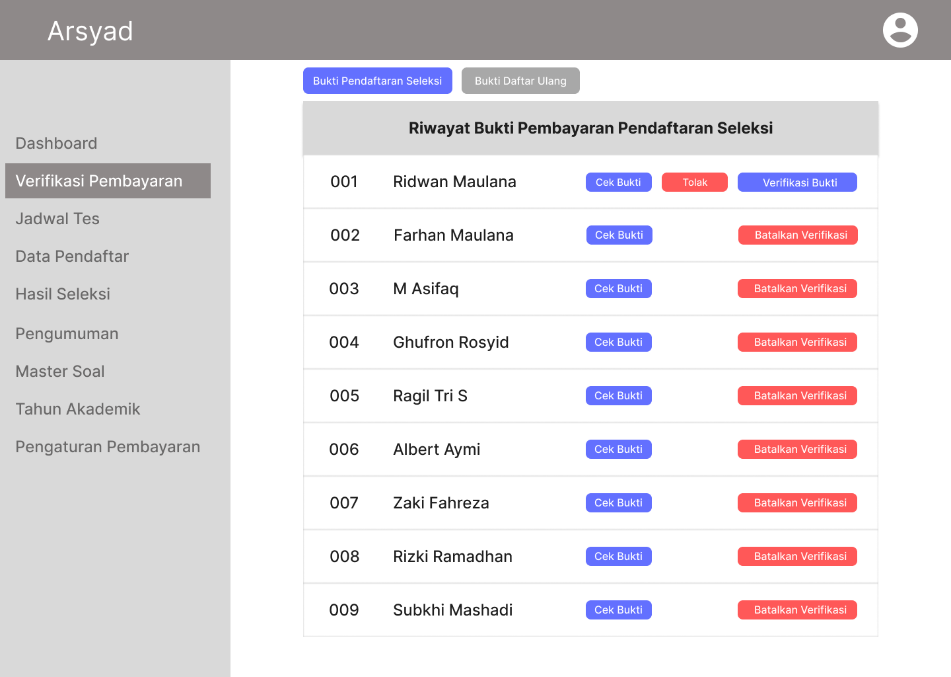 Arsyad
Bukti Pendaftaran Seleksi
Bukti Daftar Ulang
Dashboard
Verifikasi Pembayaran
Jadwal Tes
Data Pendaftar
Hasil Seleksi
Pengumuman
Master Soal
Tahun Akademik
Pengaturan Pembayaran
Riwayat Bukti Pembayaran Pendaftaran Seleksi
001 Ridwan Maulana Cek Bukti Tolak Verifikasi Bukti
002 Farhan Maulana Cek Bukti Batalkan Verifikasi
003 M Asifaq Cek Bukti Batalkan Verifikasi
004 Ghufron Rosyid Cek Bukti Batalkan Verifikasi
005 Ragil Tri S Cek Bukti Batalkan Verifikasi
006 Albert Aymi Cek Bukti Batalkan Verifikasi
007 Zaki Fahreza Cek Bukti Batalkan Verifikasi
008 Rizki Ramadhan Cek Bukti Batalkan Verifikasi
009 Subkhi Mashadi Cek Bukti Batalkan Verifikasi